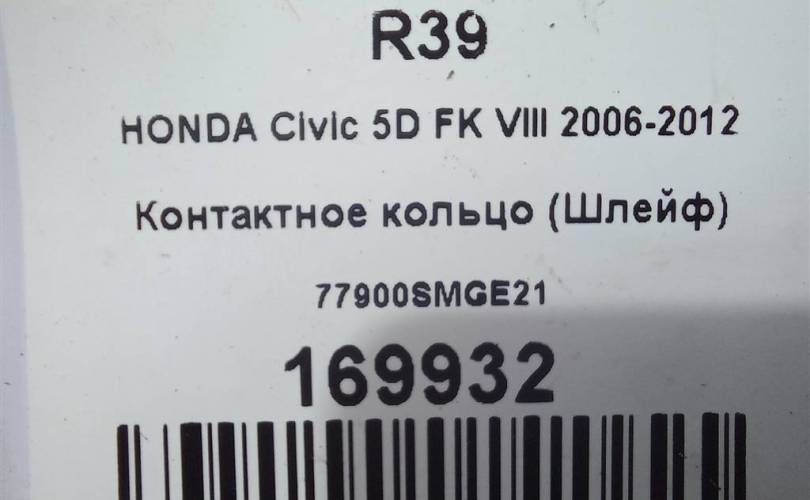 R39
HONDA Civic 5D FK VIII 2006-2012
Контактное кольцо (Шлейф)
77900SMGE21
169932